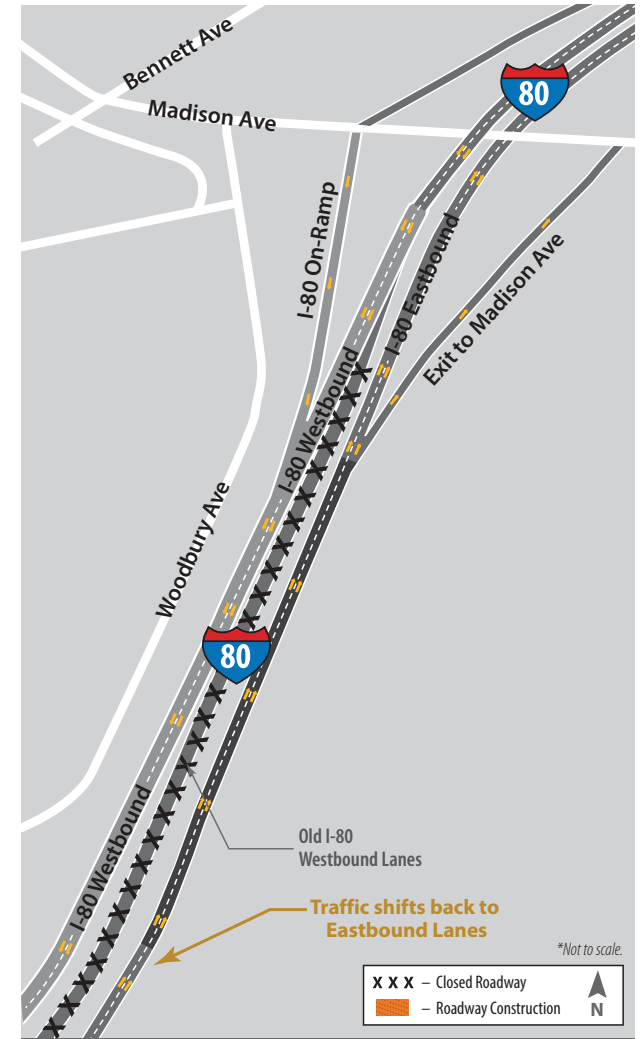 Bennett Ave
80
Madison Ave
I-80 On-Ramp
I-80 Eastbound
Exit to Madison Ave
I-80 Westbound
Woodbury Ave
80
I-80 Westbound
Old I-80
Westbound Lanes
Traffic shifts back to
Eastbound Lanes
*Not to scale.
X X X – Closed Roadway
– Roadway Construction
N